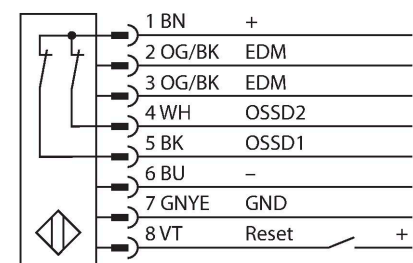 1 BN +
2 OG/BK EDM
3 OG/BK EDM
4 WH OSSD2
5 BK OSSD1
6 BU –
7 GNYE GND
8 VT Reset +